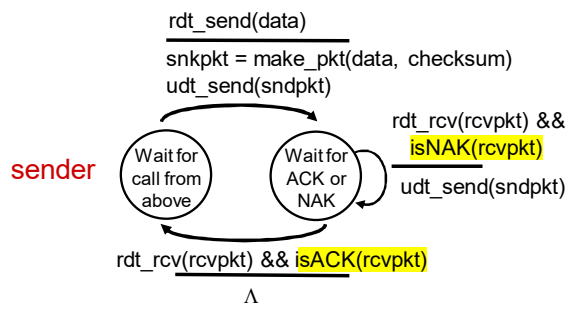 rdt_send(data)
snkpkt = make_pkt(data, checksum)
udt_send(sndpkt)
rdt_rcv(rcvpkt) &&
isNAK(rcvpkt)
udt_send(sndpkt)
sender
Wait for
call from
above
Wait for
ACK or
NAK
rdt_rcv(rcvpkt) && isACK(rcvpkt)
Λ